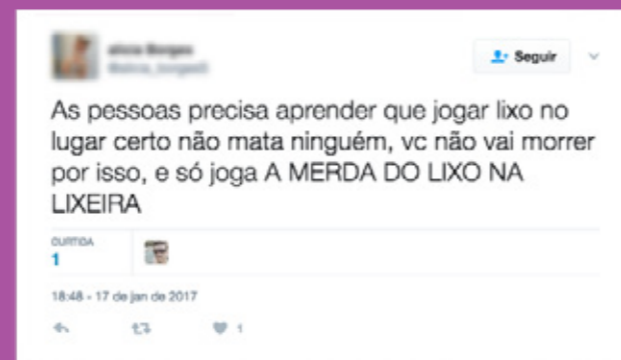 Seguir
As pessoas precisa aprender que jogar lixo no
lugar certo não mata ninguém, vc não vai morrer
por isso, e só joga A MERDA DO LIXO NA
LIXEIRA
CURTIDA
1
18:48 - 17 de jan de 2017
1